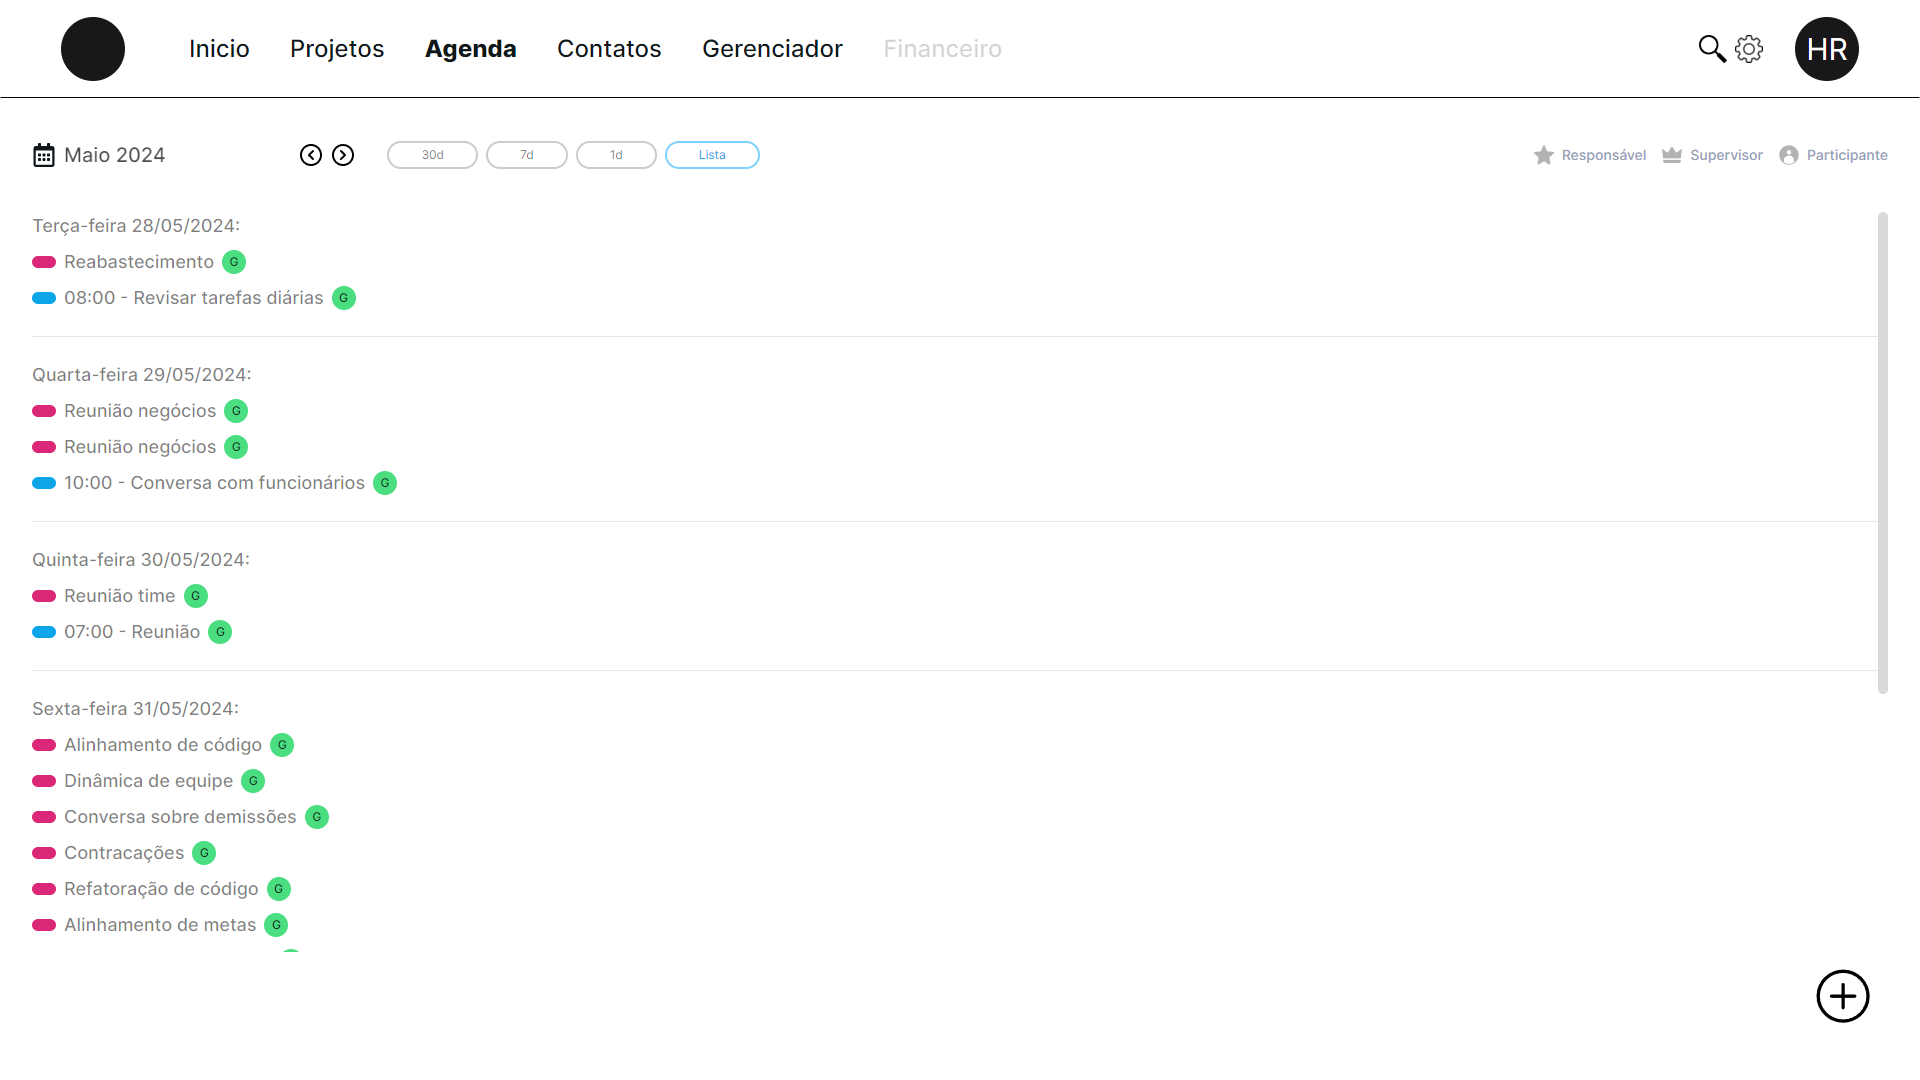 Inicio Projetos Agenda Contatos Gerenciador Financeiro HR
Maio 2024 30d 7d 1d Lista Responsável Supervisor Participante
Terça-feira 28/05/2024:
Reabastecimento G
08:00 - Revisar tarefas diárias G
Quarta-feira 29/05/2024:
Reunião negócios G
Reunião negócios G
10:00 - Conversa com funcionários G
Quinta-feira 30/05/2024:
Reunião time G
07:00 - Reunião G
Sexta-feira 31/05/2024:
Alinhamento de código G
Dinâmica de equipe G
Conversa sobre demissões G
Contracações G
Refatoração de código G
Alinhamento de metas G